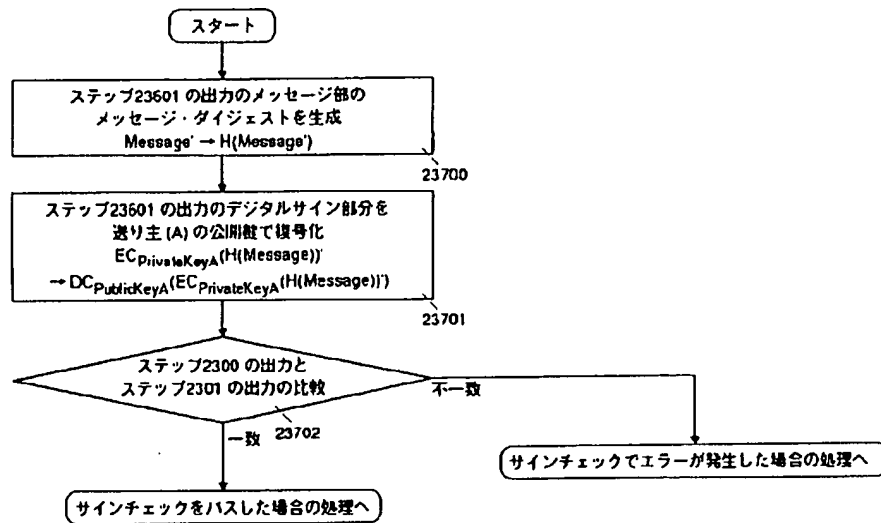 スタート
ステップ23601 の出力のメッセージ部の
メッセージ・ダイジェストを生成
Message' → H(Message')
23700
ステップ23601 の出力のデジタルサイン部分を
送り主 (A) の公開鍵で復号化
EC PrivateKeyA (H(Message))'
→ DC PublicKeyA (EC PrivateKeyA (H(Message))')
23701
ステップ2300 の出力と
ステップ2301 の出力の比較
不一致
23702
一致
サインチェックでエラーが発生した場合の処理へ
サインチェックをパスした場合の処理へ